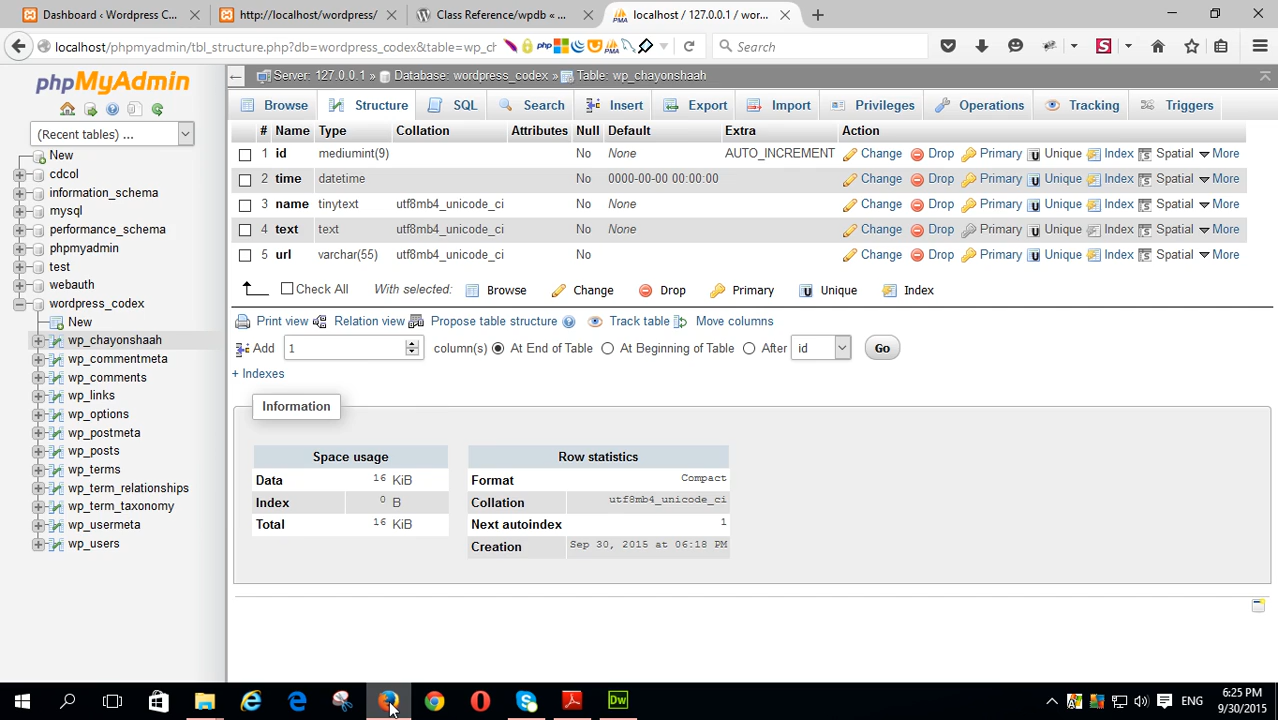 Dashboard ‹ Wordpress C...
http://localhost/wordpress/
Class Reference/wpdb « ...
localhost / 127.0.0.1 / wor...
localhost/phpmyadmin/tbl_structure.php?db=wordpress_codex&table=wp_ch
php
PMA
Search
phpMyAdmin
(Recent tables) ...
New
cdcol
information_schema
mysql
performance_schema
phpmyadmin
test
webauth
wordpress_codex
New
wp_chayonshaah
wp_commentmeta
wp_comments
wp_links
wp_options
wp_postmeta
wp_posts
wp_terms
wp_term_relationships
wp_term_taxonomy
wp_usermeta
wp_users
Server: 127.0.0.1 » Database: wordpress_codex » Table: wp_chayonshaah
Browse Structure SQL Search Insert Export Import Privileges Operations Tracking Triggers
# Name Type Collation Attributes Null Default Extra Action
1 id mediumint(9) No None AUTO_INCREMENT Change Drop Primary Unique Index Spatial More
2 time datetime No 0000-00-00 00:00:00 Change Drop Primary Unique Index Spatial More
3 name tinytext utf8mb4_unicode_ci No None Change Drop Primary Unique Index Spatial More
4 text text utf8mb4_unicode_ci No None Change Drop Primary Unique Index Spatial More
5 url varchar(55) utf8mb4_unicode_ci No Change Drop Primary Unique Index Spatial More
Check All With selected: Browse Change Drop Primary Unique Index
Print view Relation view Propose table structure Track table Move columns
Add 1 column(s) At End of Table At Beginning of Table After id Go
+ Indexes
Information
Space usage
Data 16 KiB
Index 0 B
Total 16 KiB
Row statistics
Format Compact
Collation utf8mb4_unicode_ci
Next autoindex 1
Creation Sep 30, 2015 at 06:18 PM
Dw
ENG
6:25 PM
9/30/2015